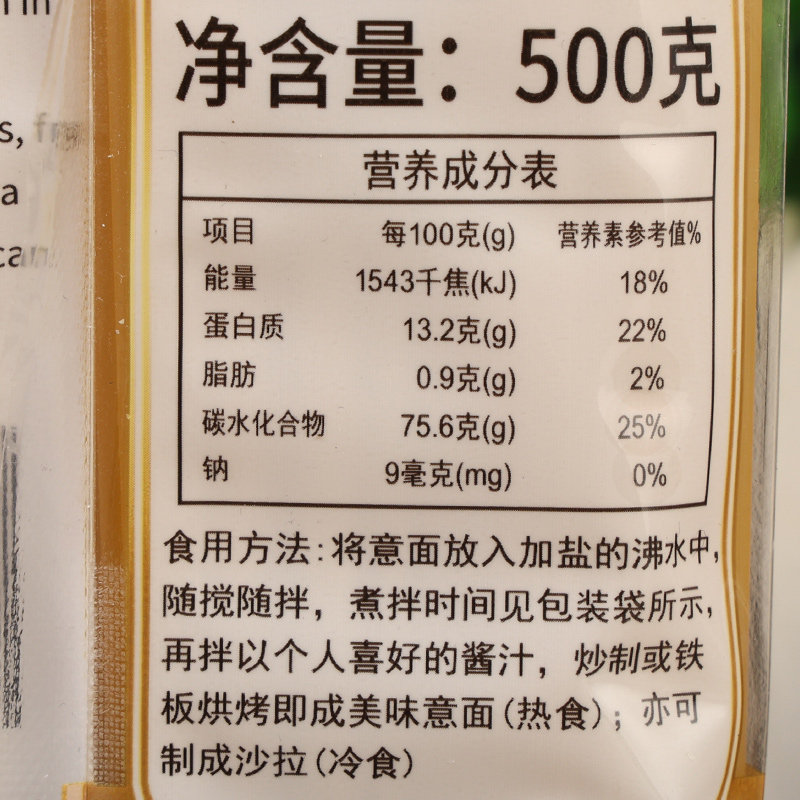 净含量：500克
营养成分表
项目 每100克(g) 营养素参考值%
能量 1543千焦(kJ) 18%
蛋白质 13.2克(g) 22%
脂肪 0.9克(g) 2%
碳水化合物 75.6克(g) 25%
钠 9毫克(mg) 0%
食用方法:将意面放入加盐的沸水中,
随搅随拌，煮拌时间见包装袋所示,
再拌以个人喜好的酱汁，炒制或铁
板烘烤即成美味意面(热食)；亦可
制成沙拉(冷食)
in
s,
a